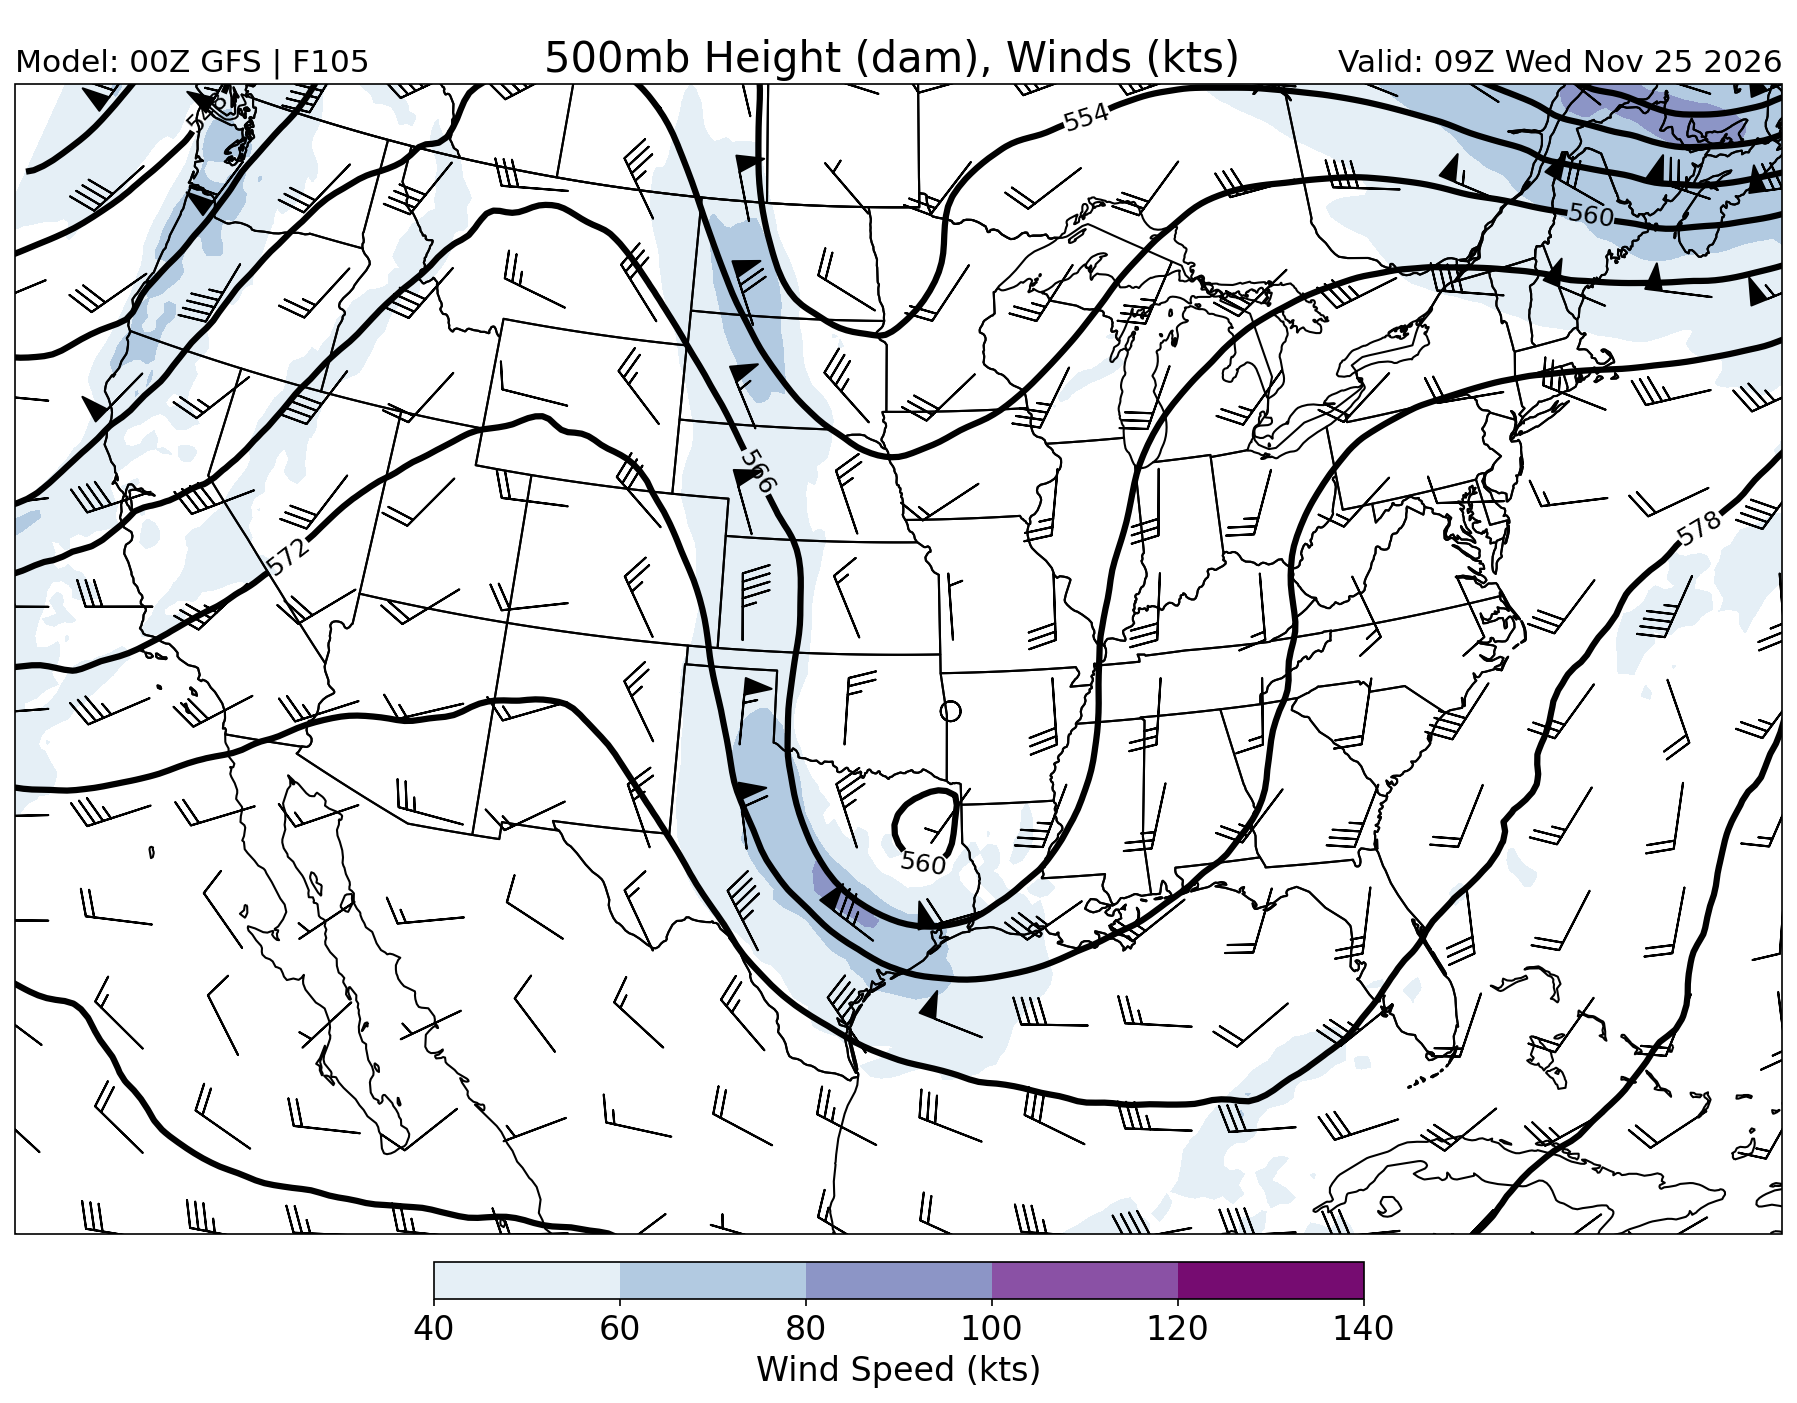 Model: 00Z GFS | F105
500mb Height (dam), Winds (kts)
Valid: 09Z Wed Nov 25 2026
554
560
566
572
578
560
40 60 80 100 120 140
Wind Speed (kts)